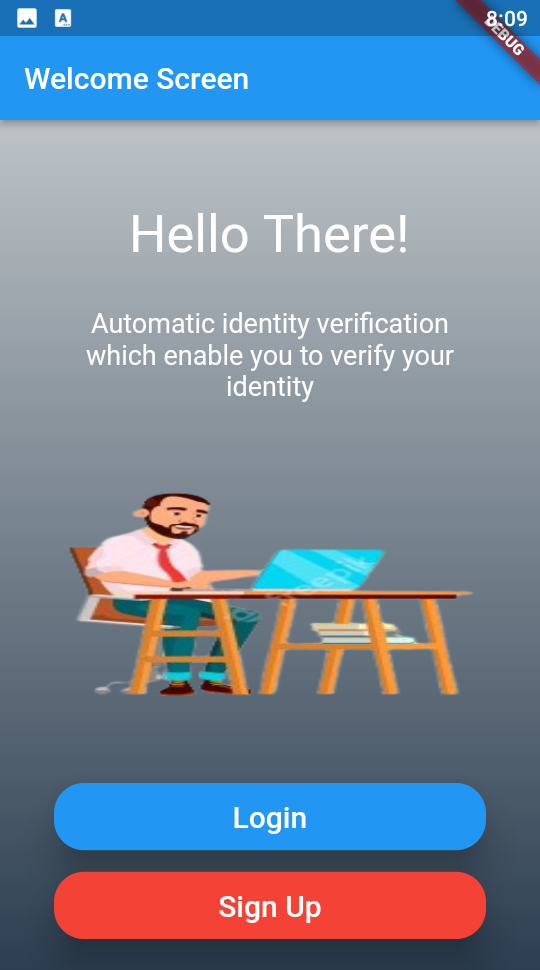 8:09
DEBUG
Welcome Screen
Hello There!
Automatic identity verification
which enable you to verify your
identity
Login
Sign Up